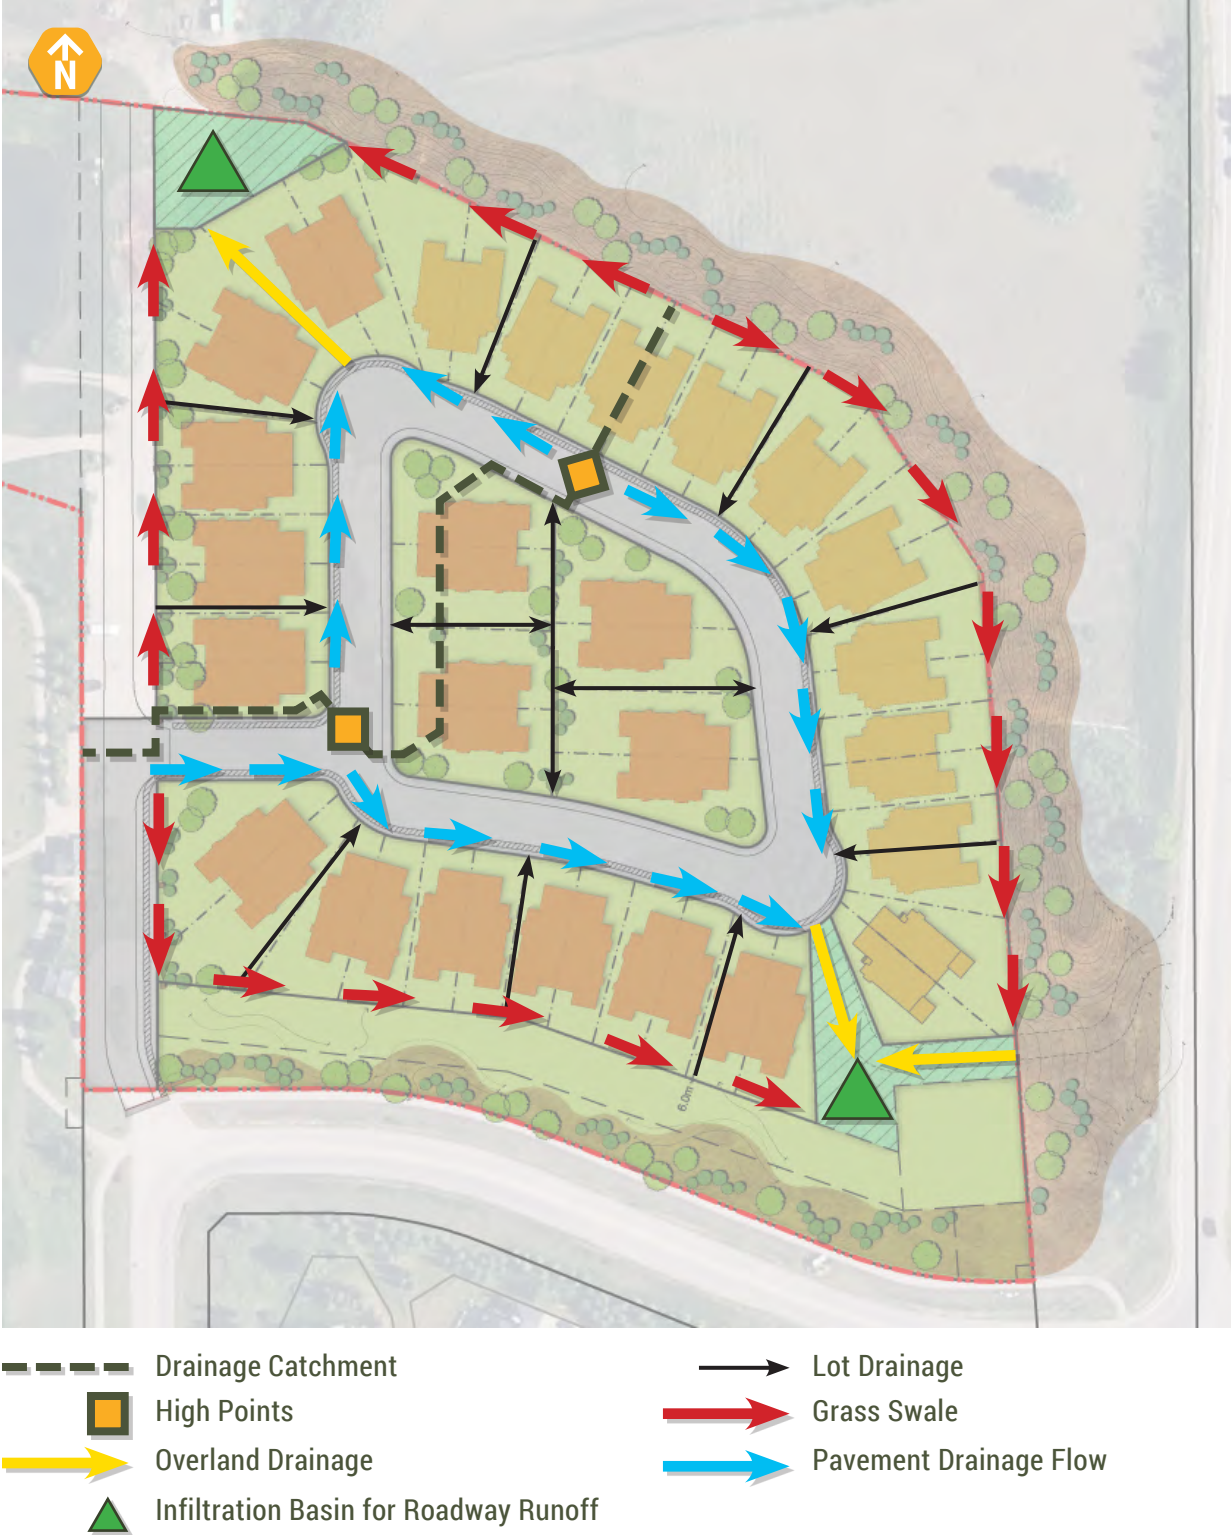 N
6.0m
Drainage Catchment
High Points
Overland Drainage
Infiltration Basin for Roadway Runoff
Lot Drainage
Grass Swale
Pavement Drainage Flow